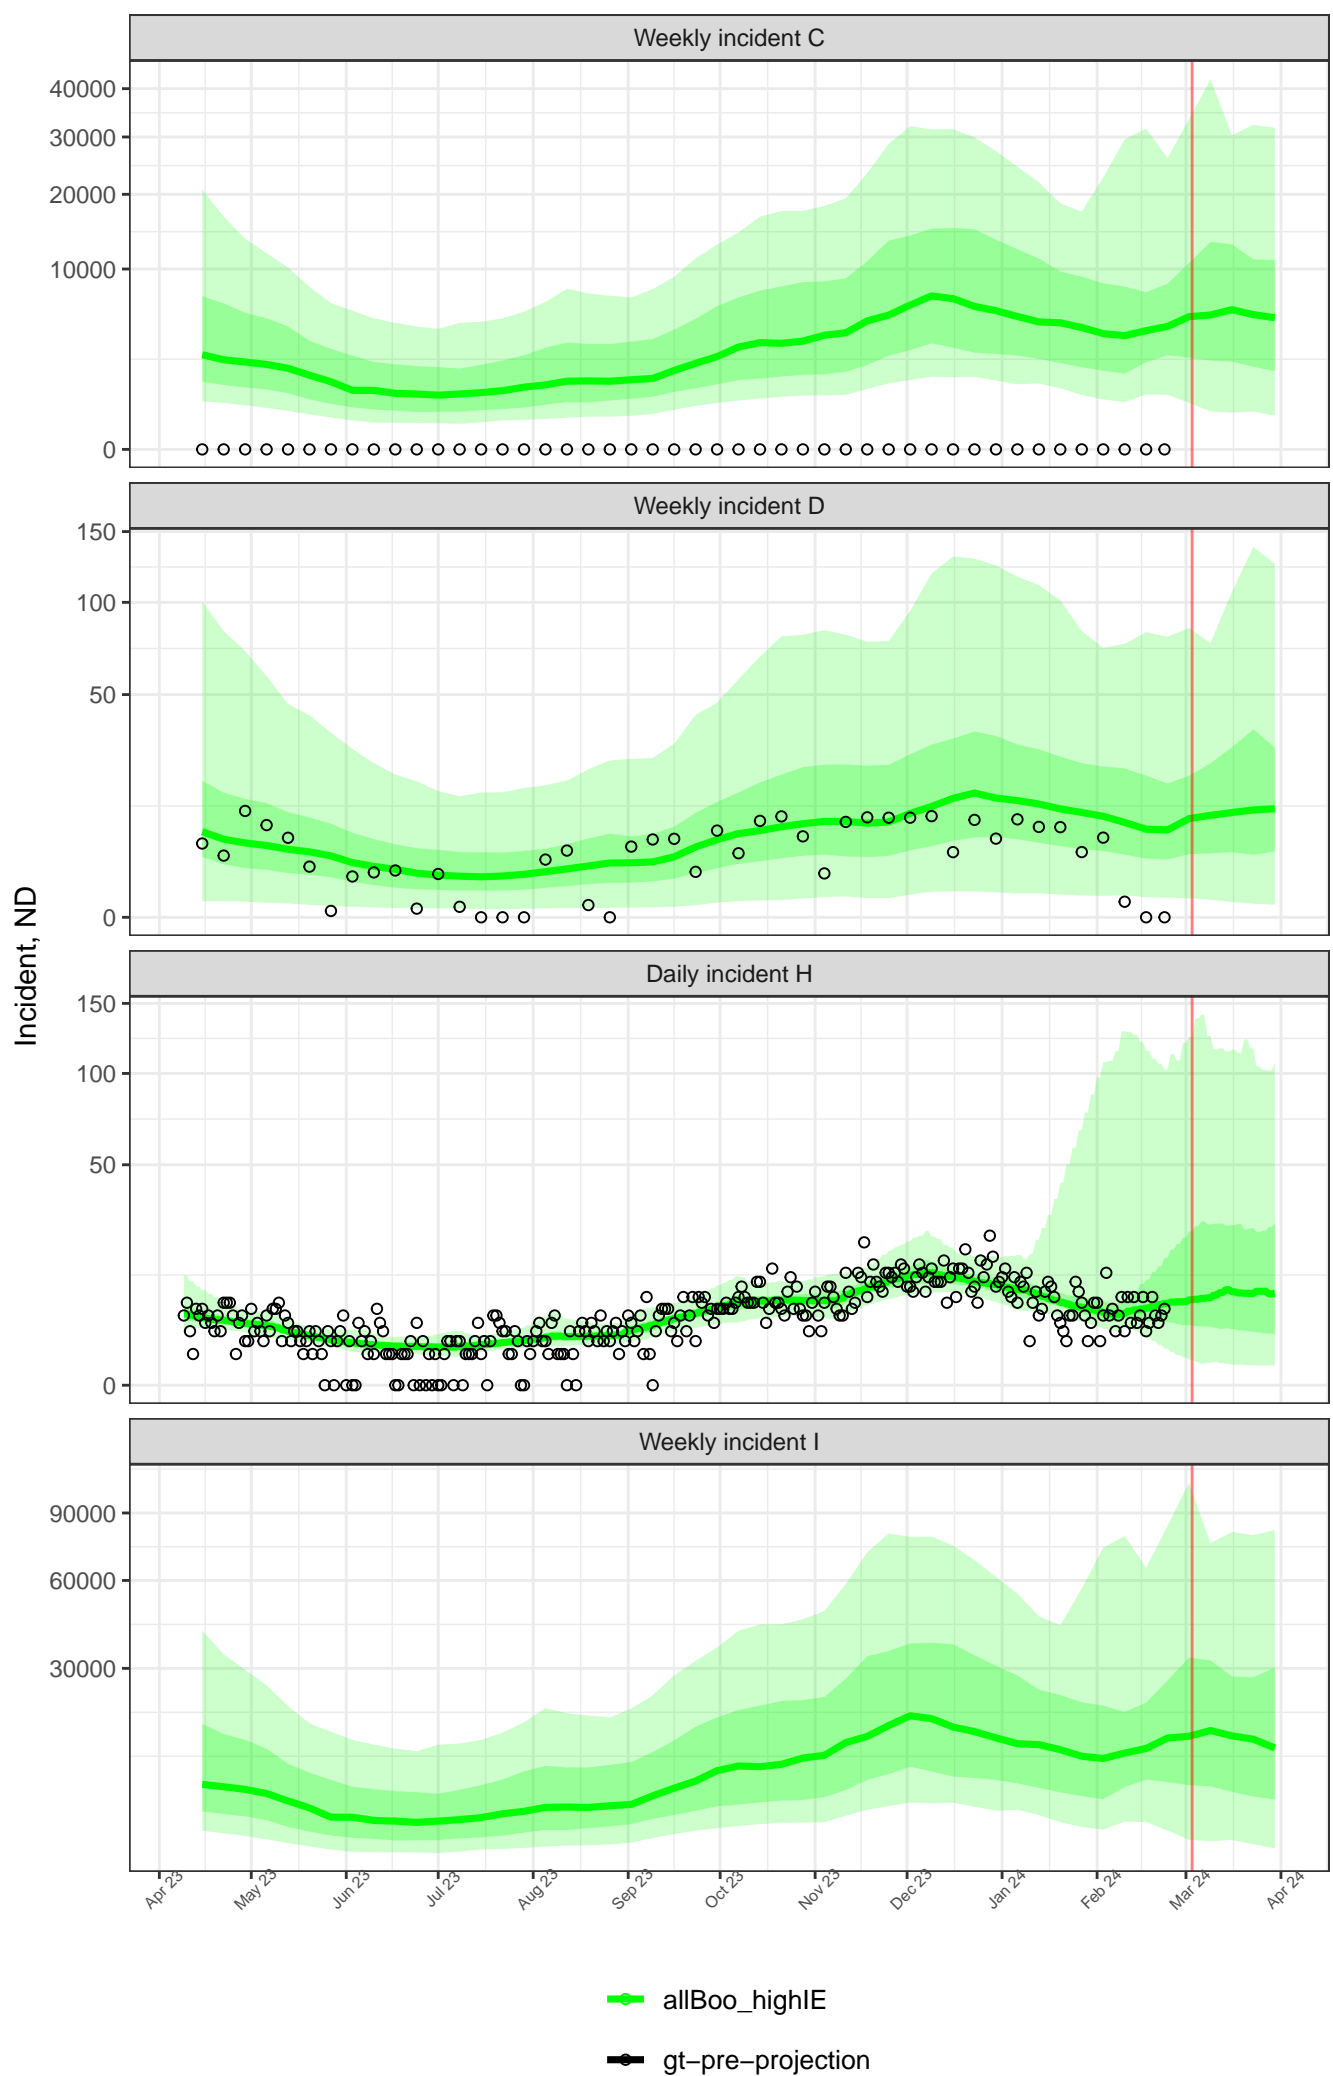 Weekly incident C
40000
30000
20000
10000
0
Weekly incident D
150
100
50
0
Incident, ND
Daily incident H
150
100
50
0
Weekly incident I
90000
60000
30000
Apr 23 May 23 Jun 23 Jul 23 Aug 23 Sep 23 Oct 23 Nov 23 Dec 23 Jan 24 Feb 24 Mar 24 Apr 24
allBoo_highIE
gt−pre−projection